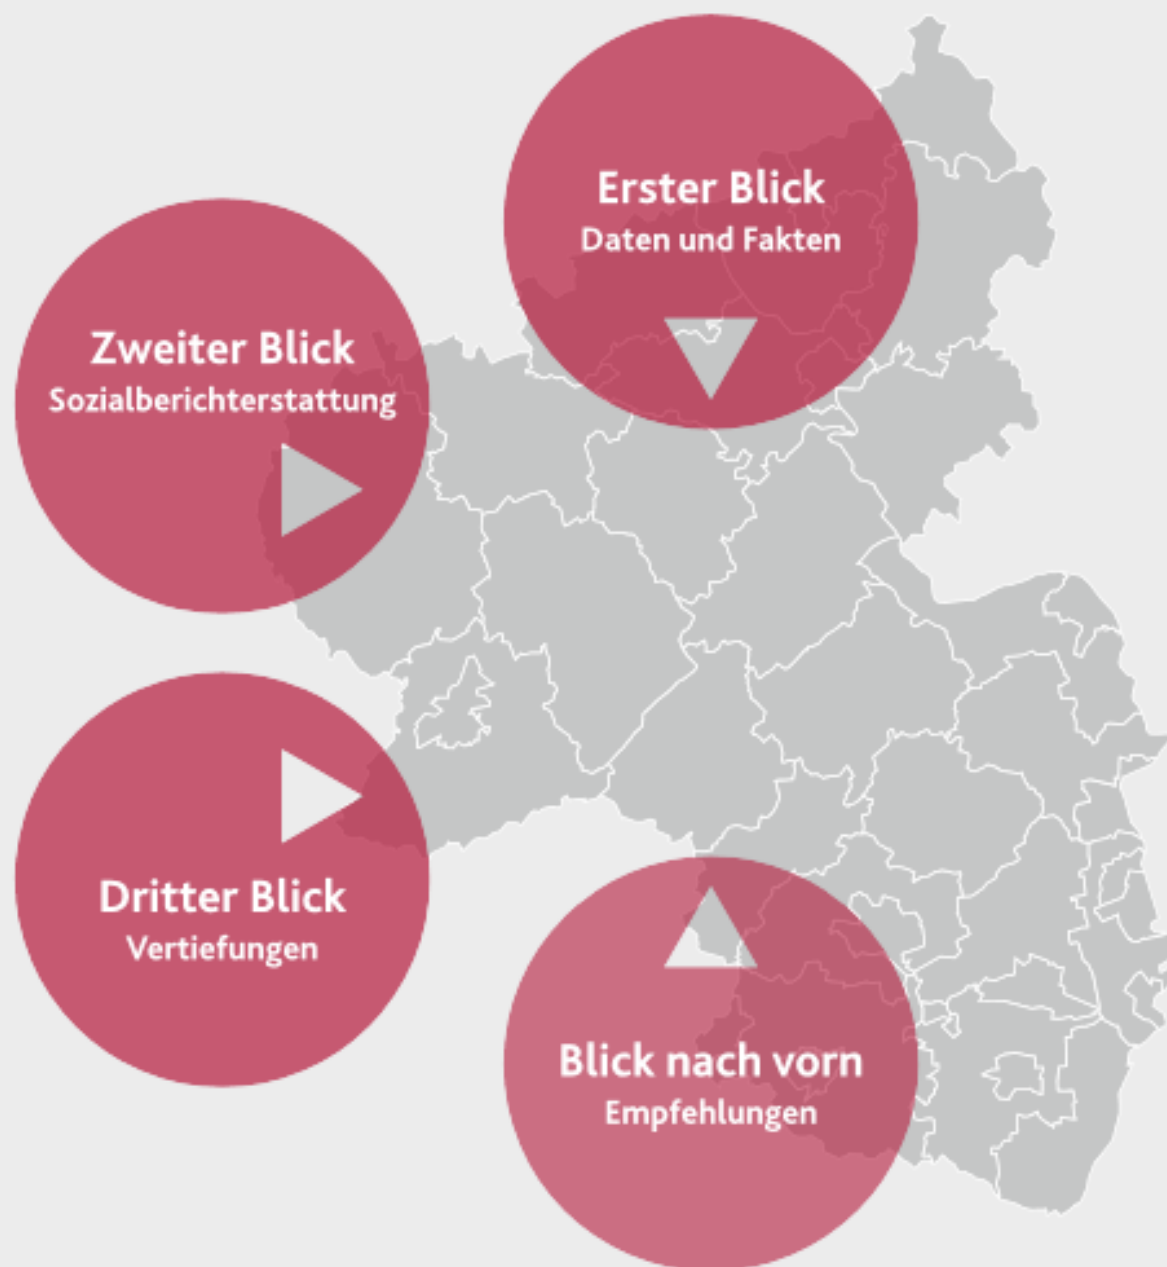 Erster Blick
Daten und Fakten
Zweiter Blick
Sozialberichterstattung
Dritter Blick
Vertiefungen
Blick nach vorn
Empfehlungen